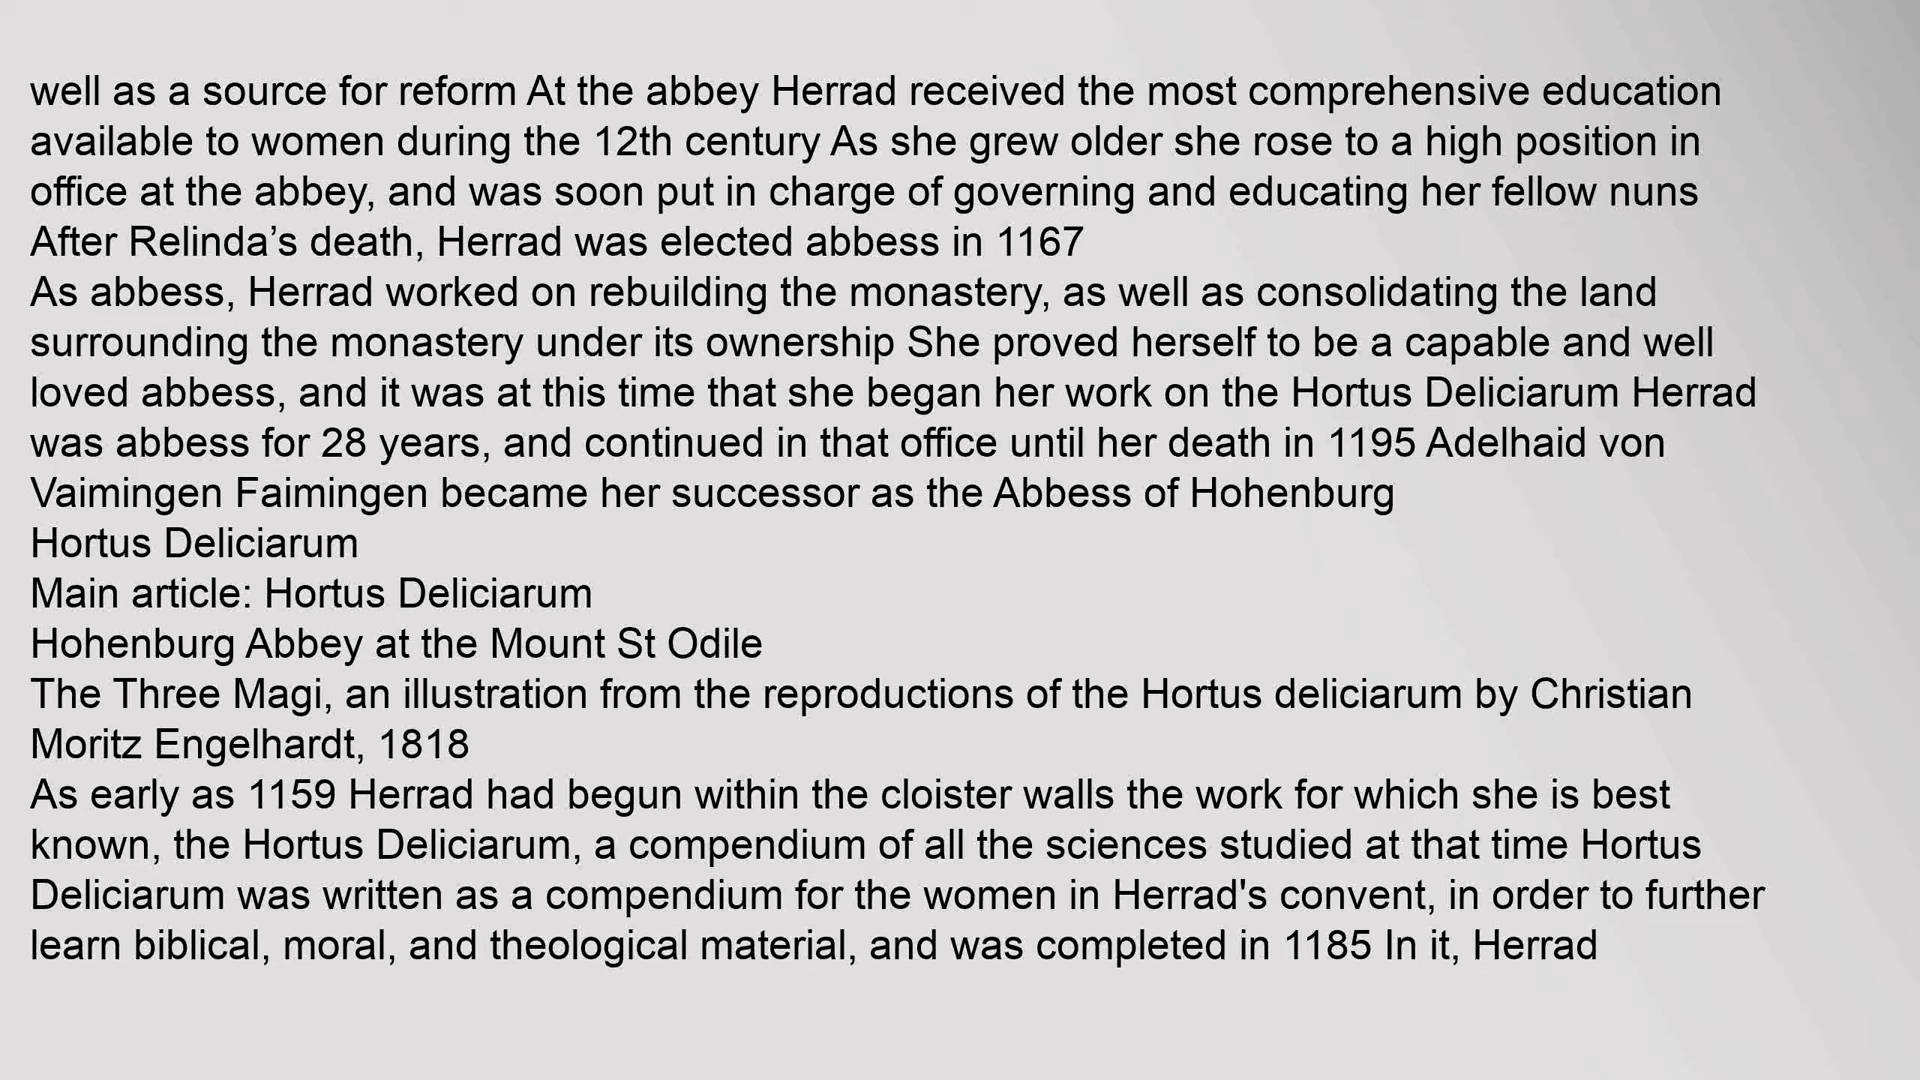 well as a source for reform At the abbey Herrad received the most comprehensive education
available to women during the 12th century As she grew older she rose to a high position in
office at the abbey, and was soon put in charge of governing and educating her fellow nuns
After Relinda’s death, Herrad was elected abbess in 1167
As abbess, Herrad worked on rebuilding the monastery, as well as consolidating the land
surrounding the monastery under its ownership She proved herself to be a capable and well
loved abbess, and it was at this time that she began her work on the Hortus Deliciarum Herrad
was abbess for 28 years, and continued in that office until her death in 1195 Adelhaid von
Vaimingen Faimingen became her successor as the Abbess of Hohenburg
Hortus Deliciarum
Main article: Hortus Deliciarum
Hohenburg Abbey at the Mount St Odile
The Three Magi, an illustration from the reproductions of the Hortus deliciarum by Christian
Moritz Engelhardt, 1818
As early as 1159 Herrad had begun within the cloister walls the work for which she is best
known, the Hortus Deliciarum, a compendium of all the sciences studied at that time Hortus
Deliciarum was written as a compendium for the women in Herrad's convent, in order to further
learn biblical, moral, and theological material, and was completed in 1185 In it, Herrad